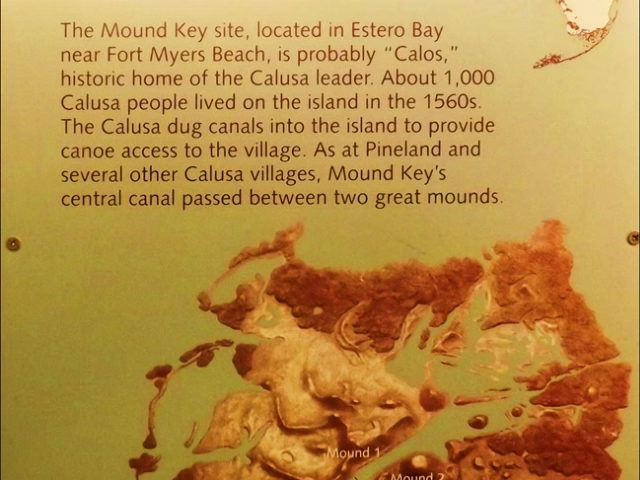 The Mound Key site, located in Estero Bay
near Fort Myers Beach, is probably “Calos,”
historic home of the Calusa leader. About 1,000
Calusa people lived on the island in the 1560s.
The Calusa dug canals into the island to provide
canoe access to the village. As at Pineland and
several other Calusa villages, Mound Key’s
central canal passed between two great mounds.
Mound 1
Mound 2